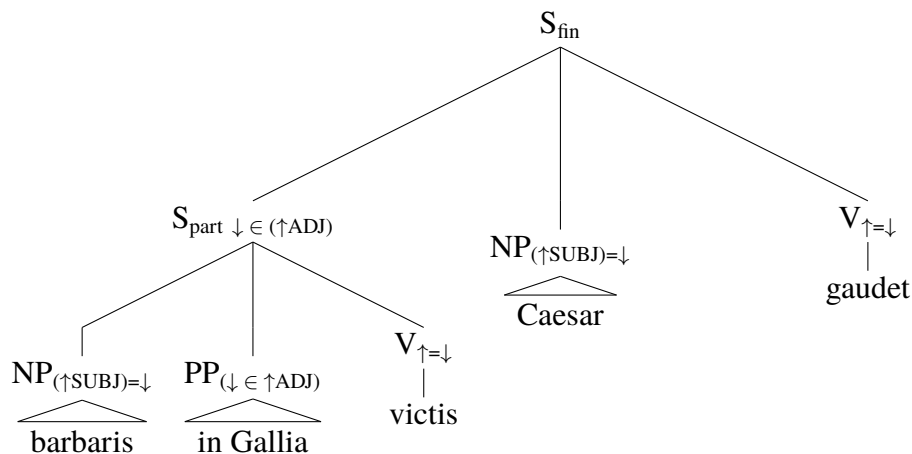 S_fin
S_part ↓ ∈ (↑ADJ)
NP_(↑SUBJ)=↓
V_↑=↓
Caesar
gaudet
NP_(↑SUBJ)=↓
PP_(↓ ∈ ↑ADJ)
V_↑=↓
barbaris
in Gallia
victis